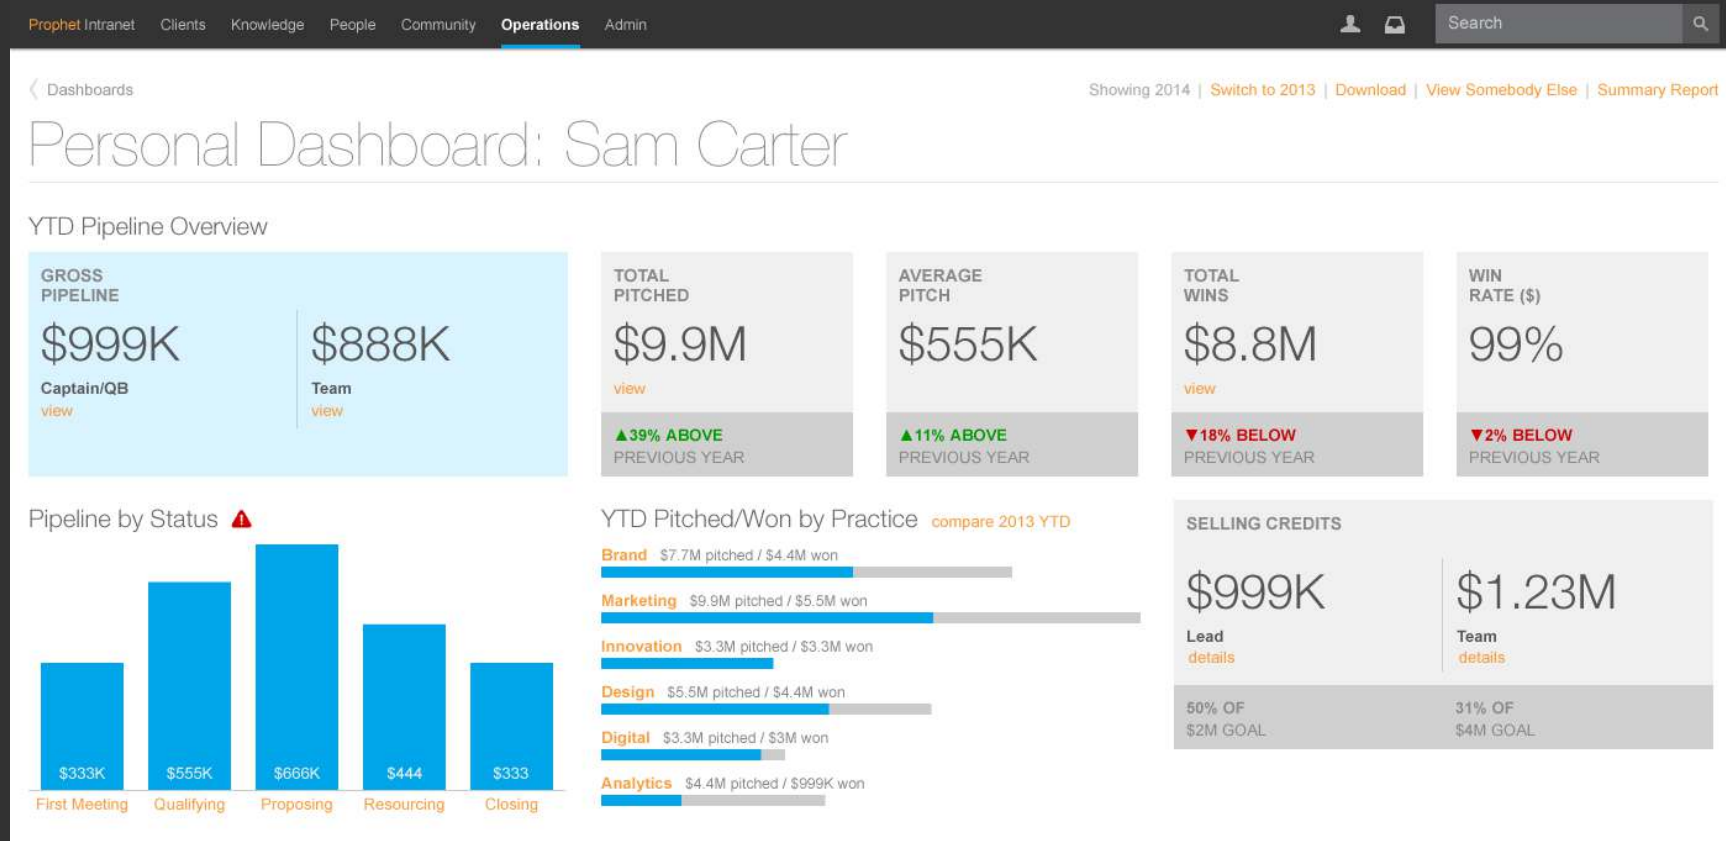 Prophet Intranet Clients Knowledge People Community Operations Admin Search
Dashboards
Showing 2014 | Switch to 2013 | Download | View Somebody Else | Summary Report
Personal Dashboard: Sam Carter
YTD Pipeline Overview
GROSS
PIPELINE
$999K
Captain/QB
view
$888K
Team
view
TOTAL
PITCHED
$9.9M
view
▲39% ABOVE
PREVIOUS YEAR
AVERAGE
PITCH
$555K
▲11% ABOVE
PREVIOUS YEAR
TOTAL
WINS
$8.8M
view
▼18% BELOW
PREVIOUS YEAR
WIN
RATE ($)
99%
▼2% BELOW
PREVIOUS YEAR
Pipeline by Status
$333K $555K $666K $444 $333
First Meeting Qualifying Proposing Resourcing Closing
YTD Pitched/Won by Practice compare 2013 YTD
Brand $7.7M pitched / $4.4M won
Marketing $9.9M pitched / $5.5M won
Innovation $3.3M pitched / $3.3M won
Design $5.5M pitched / $4.4M won
Digital $3.3M pitched / $3M won
Analytics $4.4M pitched / $999K won
SELLING CREDITS
$999K
Lead
details
50% OF
$2M GOAL
$1.23M
Team
details
31% OF
$4M GOAL